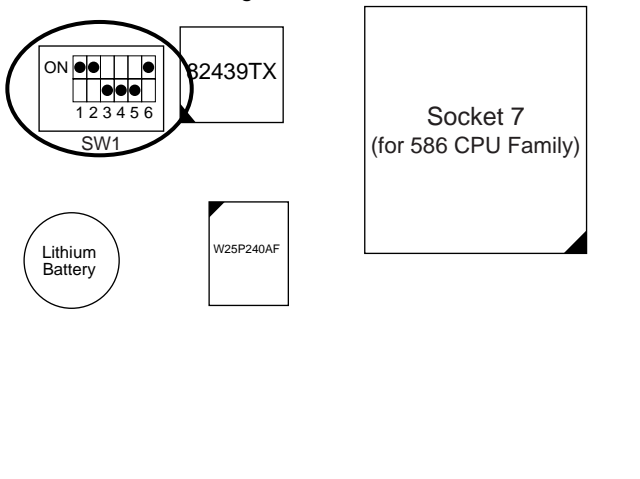 ON
82439TX
1 2 3 4 5 6
SW1
Socket 7
(for 586 CPU Family)
Lithium
Battery
W25P240AF